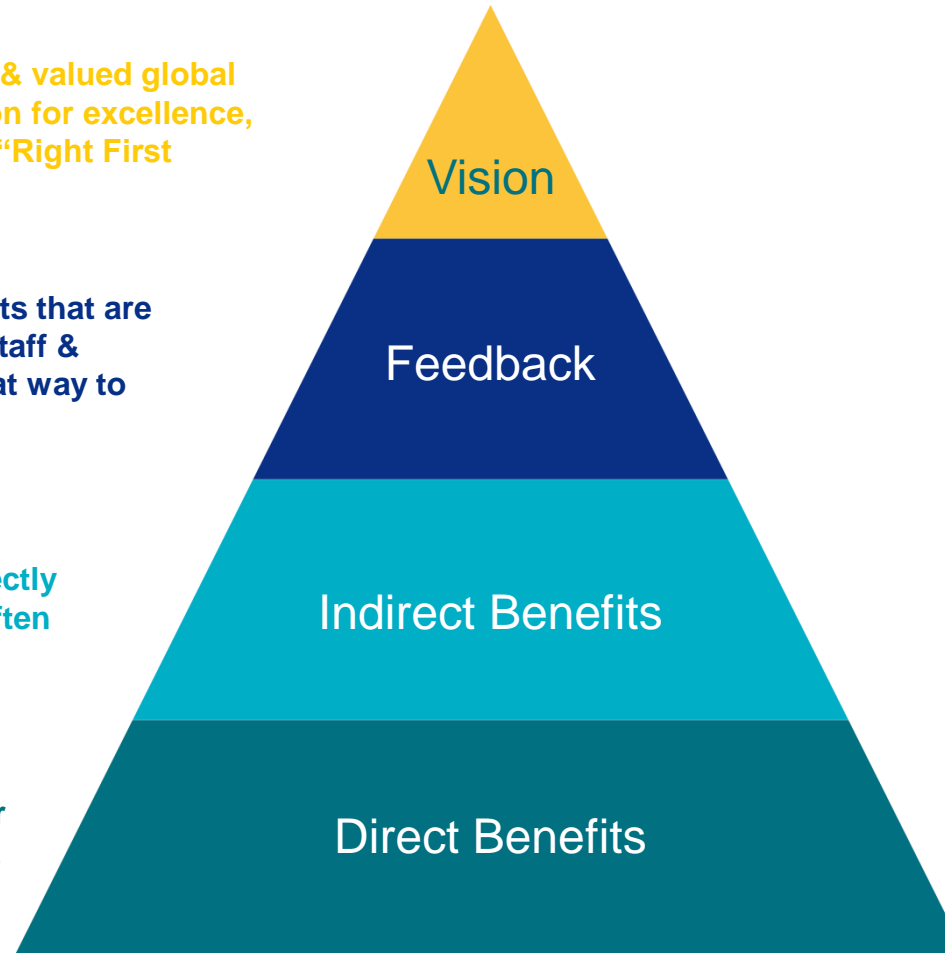 & valued global
on for excellence,
“Right First
Vision
ts that are
taff &
at way to
Feedback
ectly
ften
Indirect Benefits
Direct Benefits